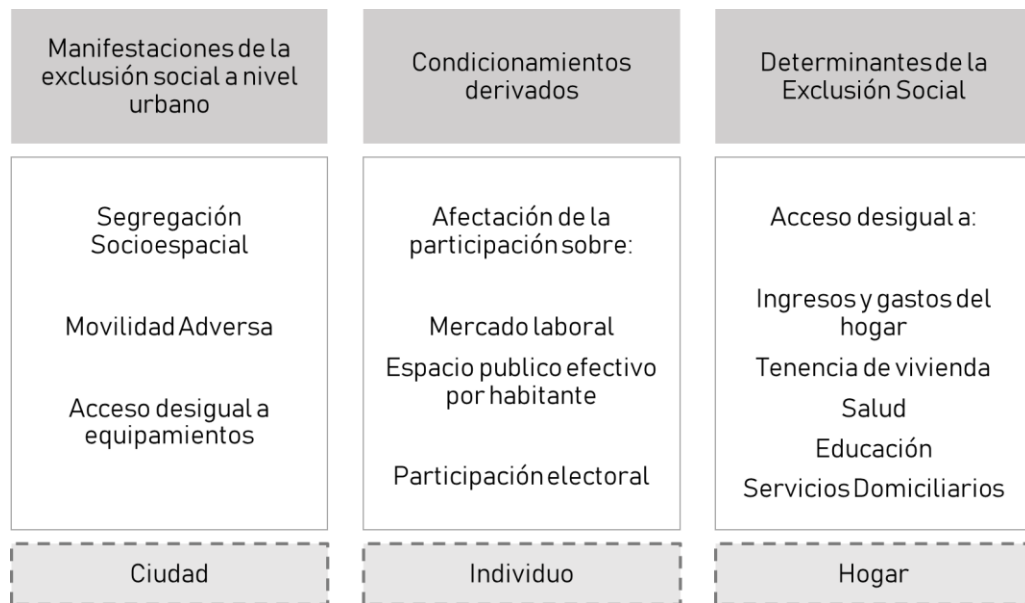 Manifestaciones de la
exclusión social a nivel
urbano
Segregación
Socioespacial
Movilidad Adversa
Acceso desigual a
equipamientos
Ciudad
Condicionamientos
derivados
Afectación de la
participación sobre:
Mercado laboral
Espacio publico efectivo
por habitante
Participación electoral
Individuo
Determinantes de la
Exclusión Social
Acceso desigual a:
Ingresos y gastos del
hogar
Tenencia de vivienda
Salud
Educación
Servicios Domiciliarios
Hogar